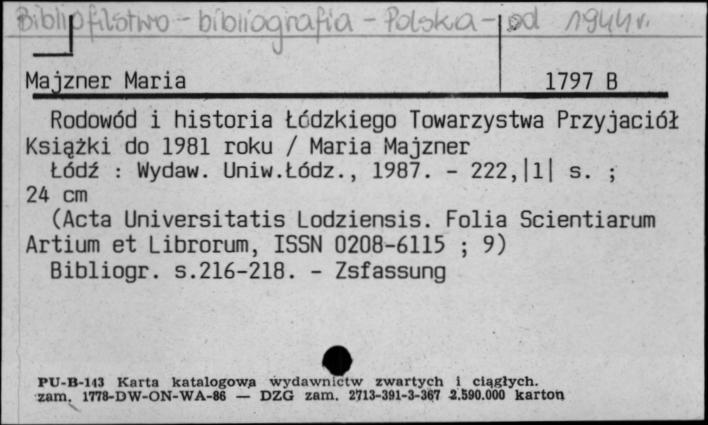 Bibliofilstwo - bibliografia - Polska - od 1944 r.
Majzner Maria 1797 B
Rodowód i historia Łódzkiego Towarzystwa Przyjaciół
Książki do 1981 roku / Maria Majzner
Łódź : Wydaw. Uniw.Łódz., 1987. - 222,|1| s. ;
24 cm
(Acta Universitatis Lodziensis. Folia Scientiarum
Artium et Librorum, ISSN 0208-6115 ; 9)
Bibliogr. s.216-218. - Zsfassung
PU-B-143 Karta katalogowa wydawnictw zwartych i ciągłych.
zam. 1778-DW-ON-WA-86 — DZG zam. 2713-391-3-367 2.590.000 karton